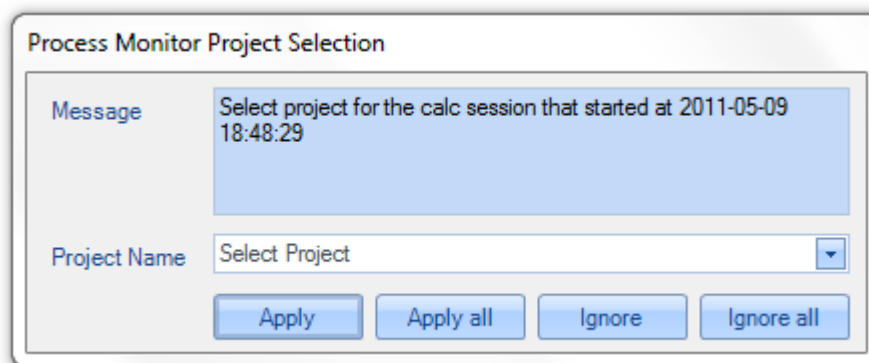 Process Monitor Project Selection
Message
Select project for the calc session that started at 2011-05-09
18:48:29
Project Name
Select Project
Apply
Apply all
Ignore
Ignore all